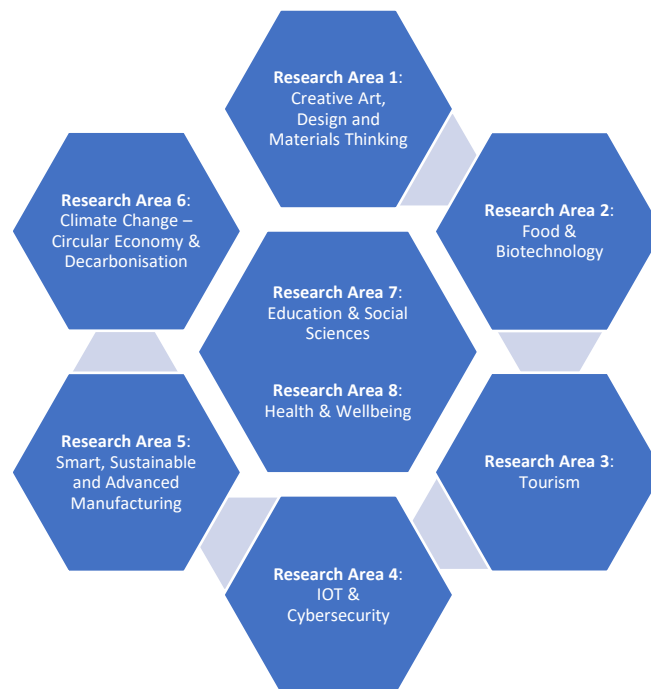 Research Area 1:
Creative Art,
Design and
Materials Thinking
Research Area 2:
Food &
Biotechnology
Research Area 3:
Tourism
Research Area 4:
IOT &
Cybersecurity
Research Area 5:
Smart, Sustainable
and Advanced
Manufacturing
Research Area 6:
Climate Change –
Circular Economy &
Decarbonisation
Research Area 7:
Education & Social
Sciences
Research Area 8:
Health & Wellbeing